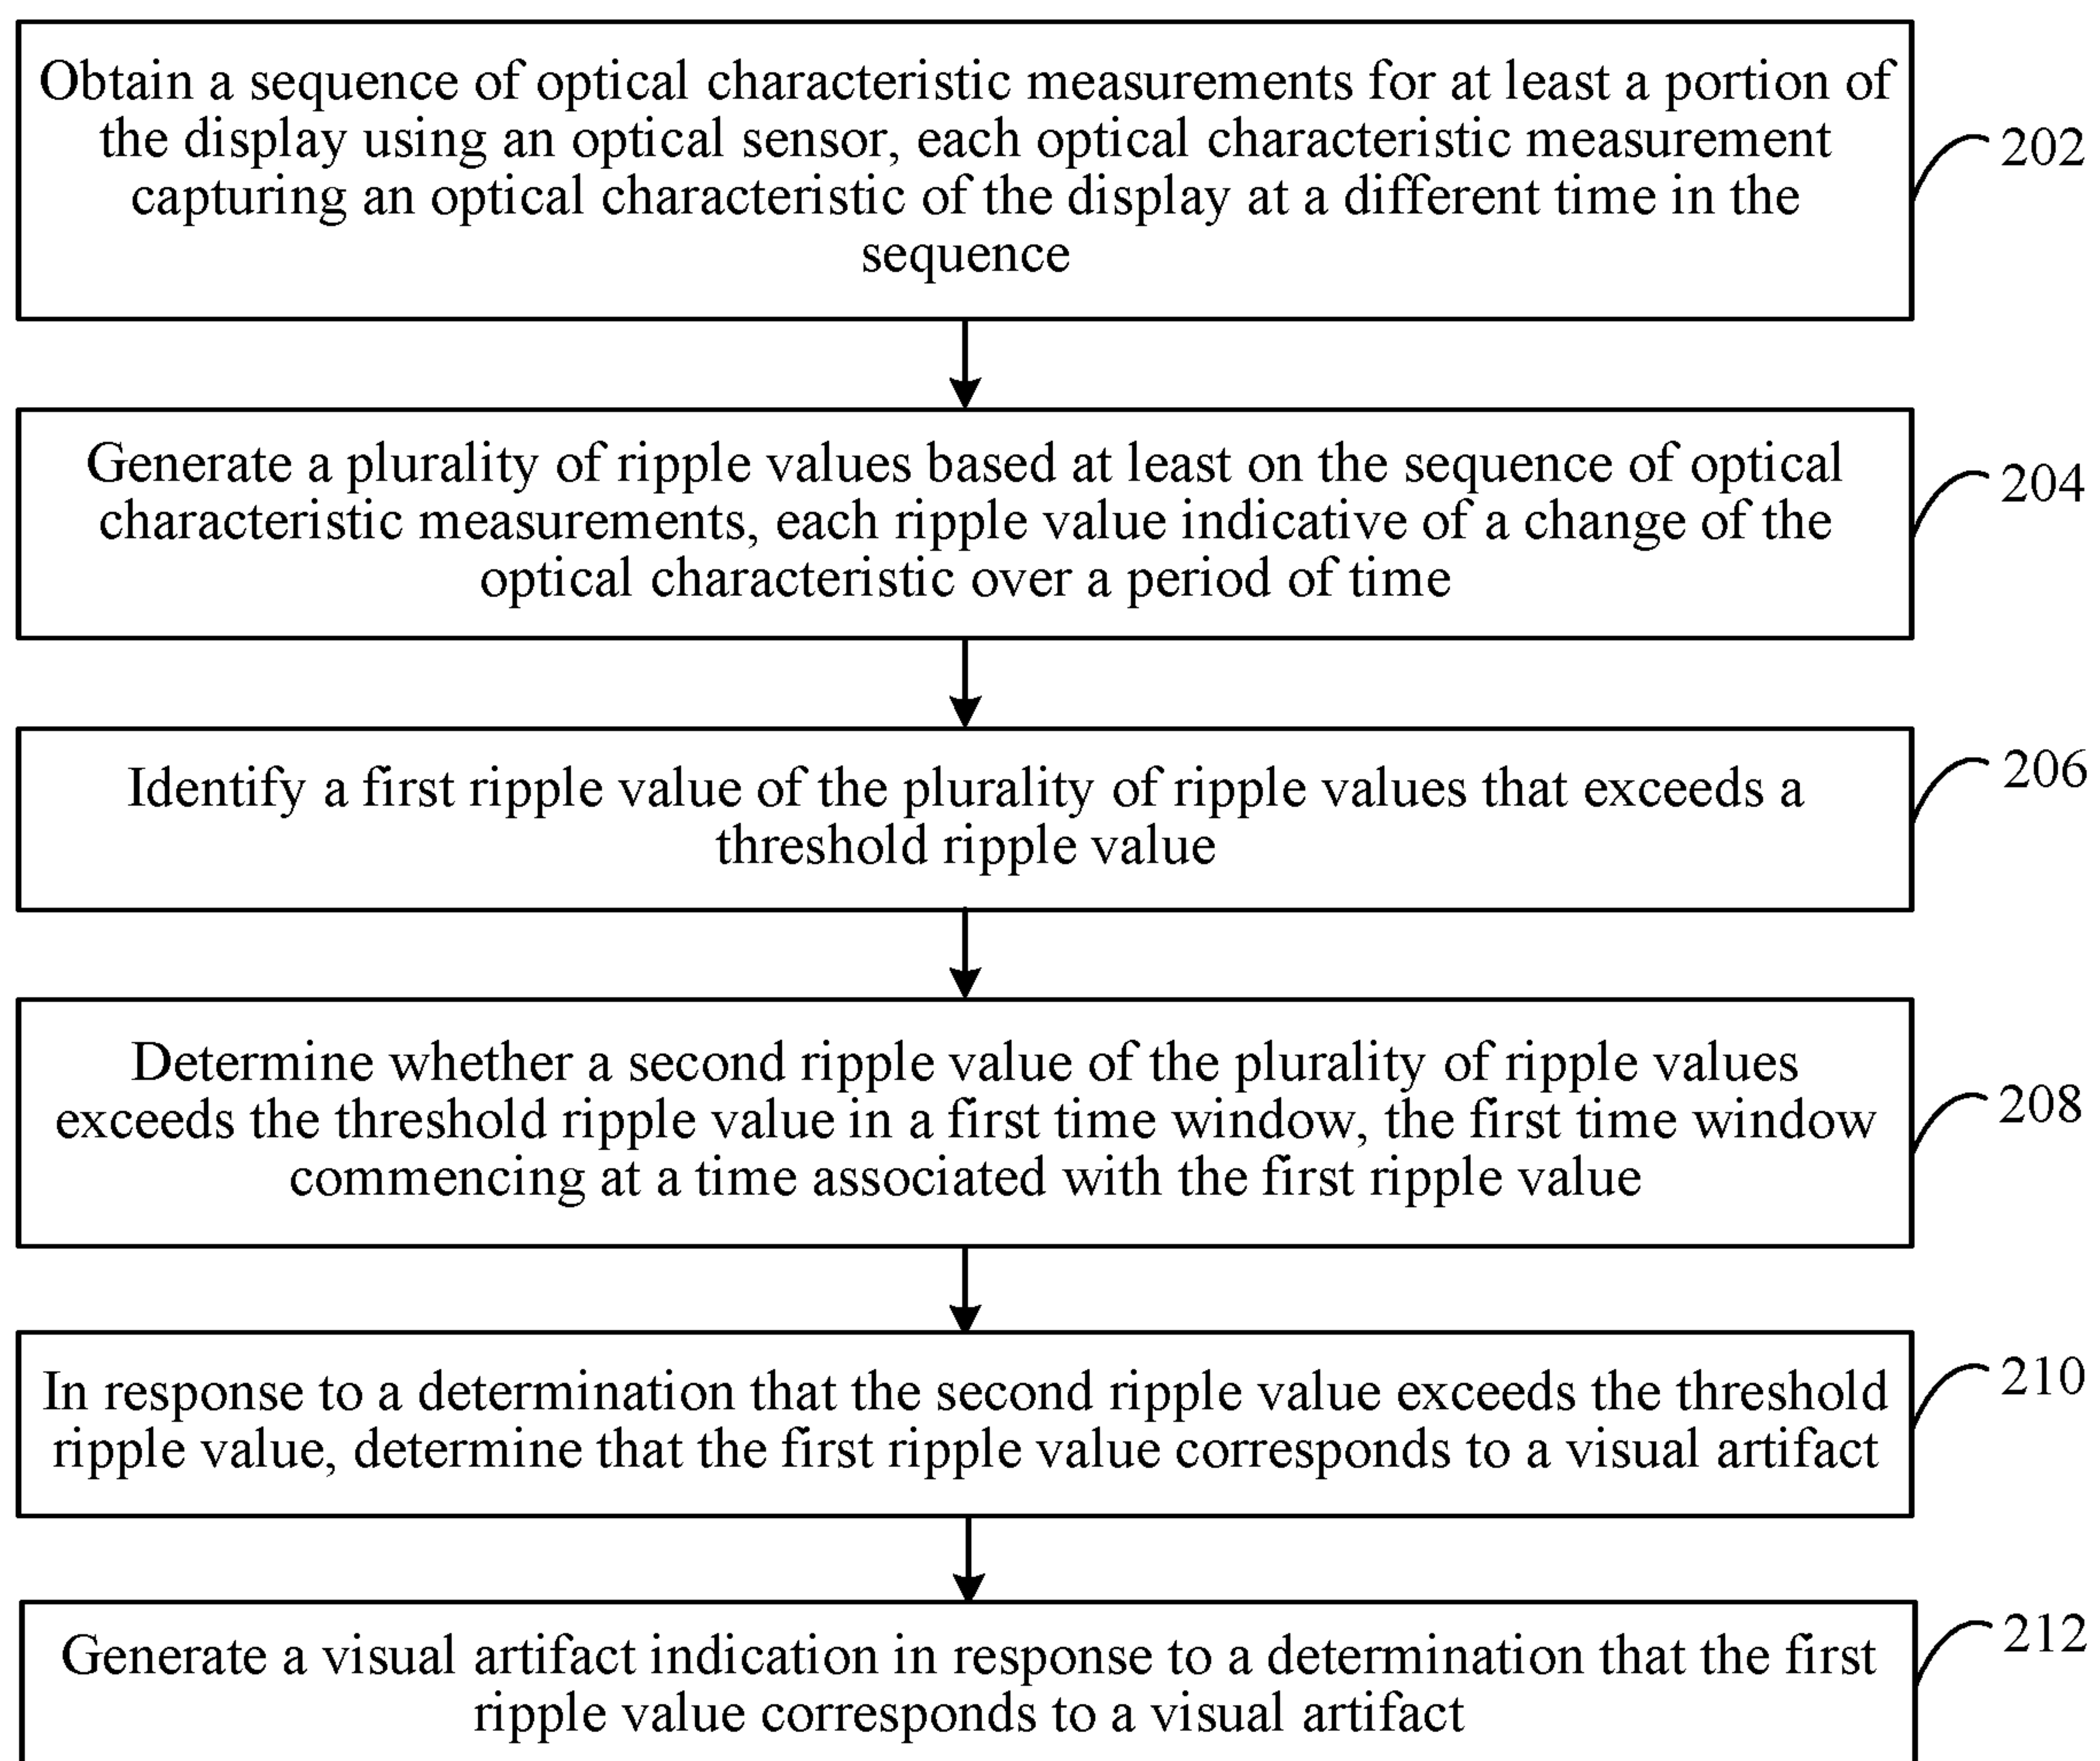 Obtain a sequence of optical characteristic measurements for at least a portion of
the display using an optical sensor, each optical characteristic measurement
capturing an optical characteristic of the display at a different time in the
sequence
202
Generate a plurality of ripple values based at least on the sequence of optical
characteristic measurements, each ripple value indicative of a change of the
optical characteristic over a period of time
204
Identify a first ripple value of the plurality of ripple values that exceeds a
threshold ripple value
206
Determine whether a second ripple value of the plurality of ripple values
exceeds the threshold ripple value in a first time window, the first time window
commencing at a time associated with the first ripple value
208
In response to a determination that the second ripple value exceeds the threshold
ripple value, determine that the first ripple value corresponds to a visual artifact
210
Generate a visual artifact indication in response to a determination that the first
ripple value corresponds to a visual artifact
212